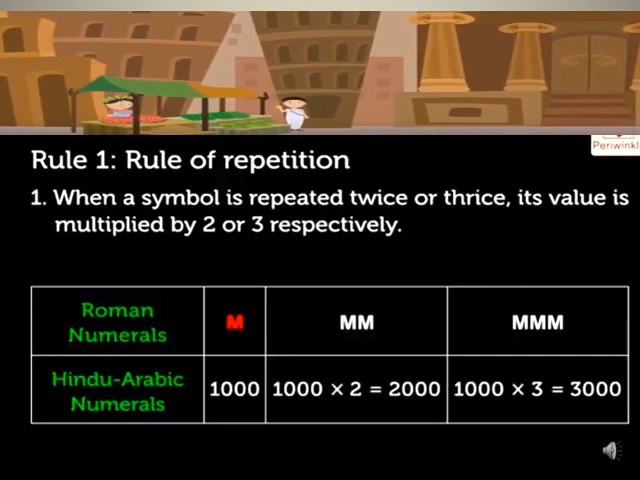 Periwinkl
Rule 1: Rule of repetition
1. When a symbol is repeated twice or thrice, its value is
multiplied by 2 or 3 respectively.
Roman Numerals M MM MMM
Hindu-Arabic Numerals 1000 1000 × 2 = 2000 1000 × 3 = 3000